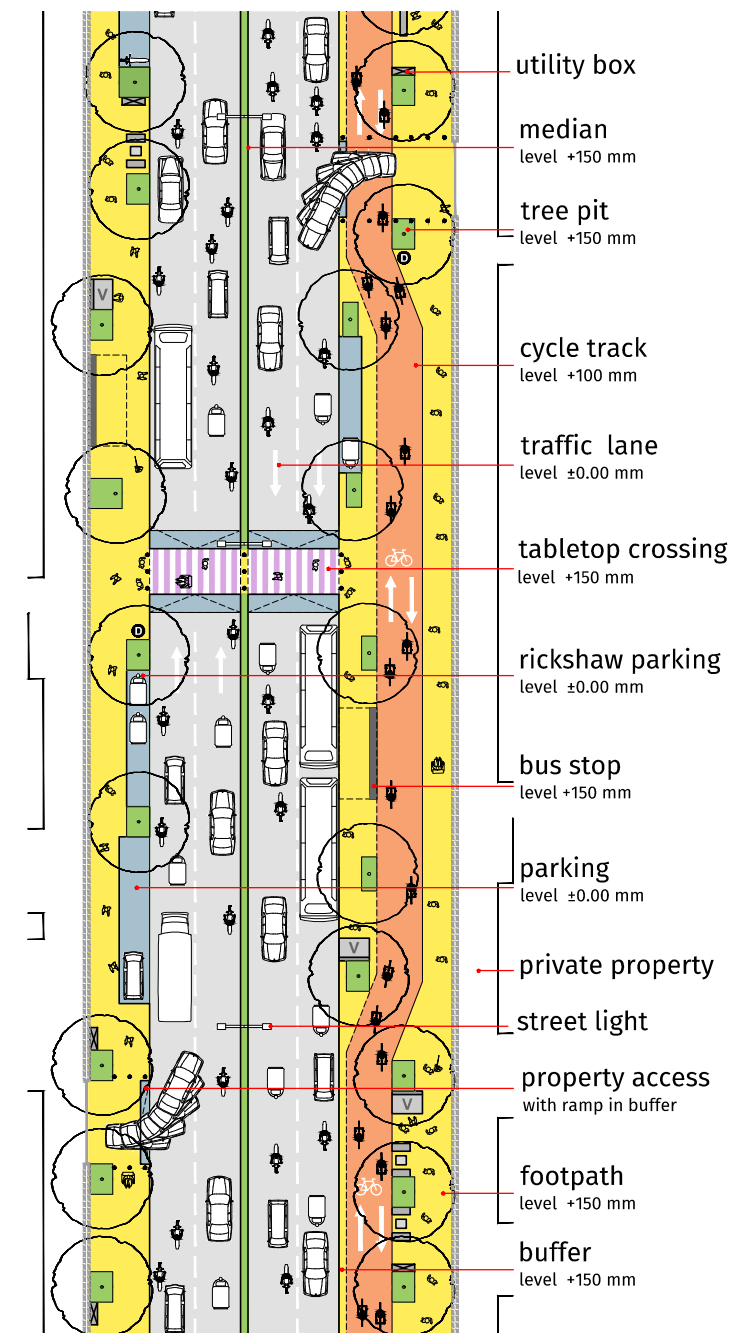 utility box
median
level +150 mm
tree pit
level +150 mm
D
V
cycle track
level +100 mm
traffic lane
level ±0.00 mm
tabletop crossing
level +150 mm
D
rickshaw parking
level ±0.00 mm
bus stop
level +150 mm
parking
level ±0.00 mm
V
private property
street light
property access
with ramp in buffer
V
footpath
level +150 mm
buffer
level +150 mm